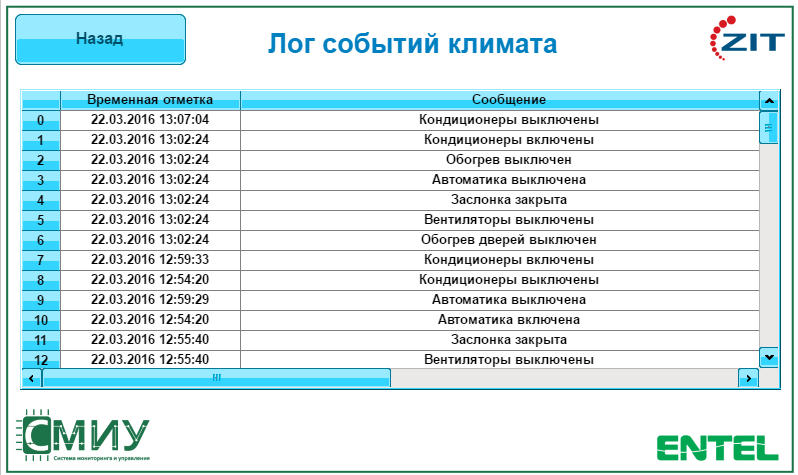 Назад
Лог событий климата
ZIT
Временная отметка Сообщение
0 22.03.2016 13:07:04 Кондиционеры выключены
1 22.03.2016 13:02:24 Кондиционеры включены
2 22.03.2016 13:02:24 Обогрев выключен
3 22.03.2016 13:02:24 Автоматика выключена
4 22.03.2016 13:02:24 Заслонка закрыта
5 22.03.2016 13:02:24 Вентиляторы выключены
6 22.03.2016 13:02:24 Обогрев дверей выключен
7 22.03.2016 12:59:33 Кондиционеры включены
8 22.03.2016 12:54:20 Кондиционеры выключены
9 22.03.2016 12:59:29 Автоматика выключена
10 22.03.2016 12:54:20 Автоматика включена
11 22.03.2016 12:55:40 Заслонка закрыта
12 22.03.2016 12:55:40 Вентиляторы выключены
СМИУ
Система мониторинга и управления
ENTEL